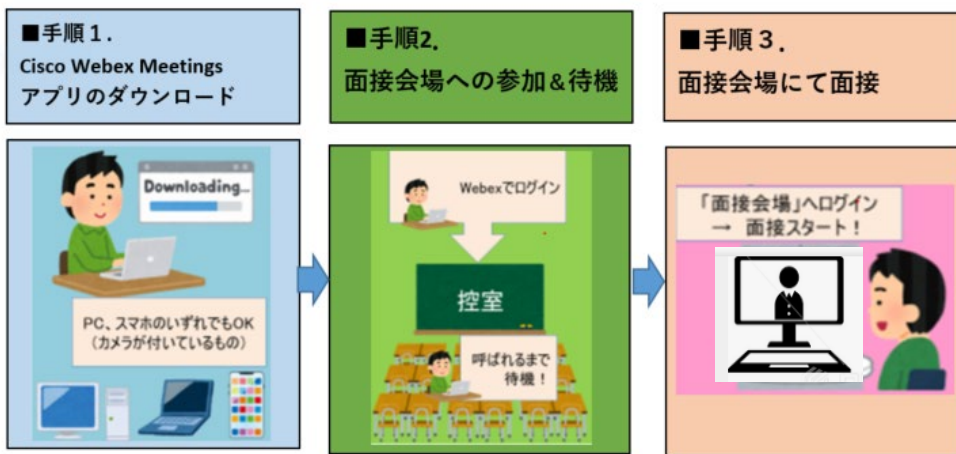 ■手順１．
Cisco Webex Meetings
アプリのダウンロード
■手順2．
面接会場への参加＆待機
■手順３．
面接会場にて面接
Downloading...
PC、スマホのいずれでもOK
（カメラが付いているもの）
Webexでログイン
控室
呼ばれるまで
待機！
「面接会場」へログイン
→ 面接スタート！